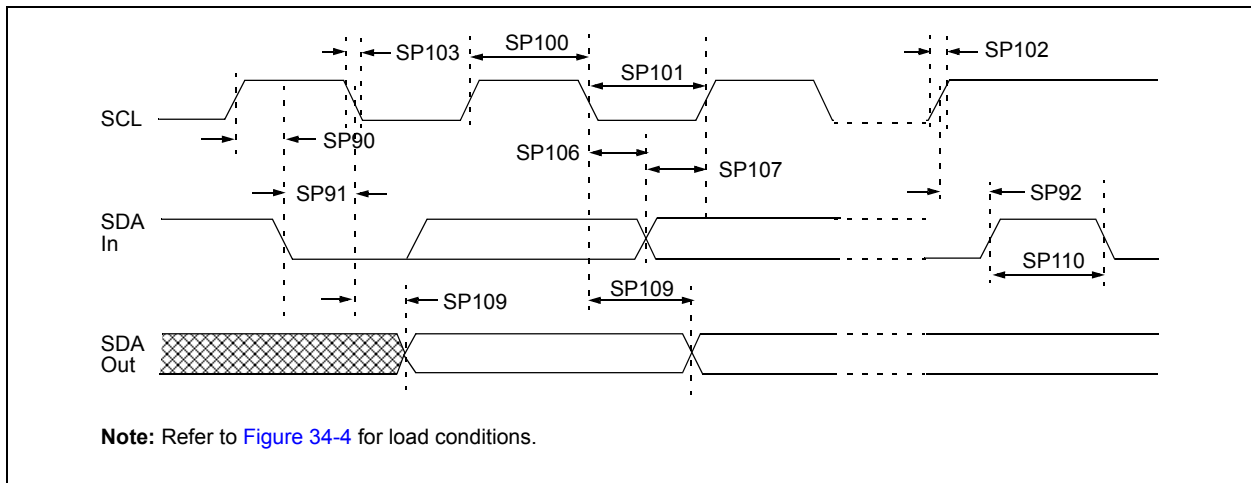 SP103
SP100
SP101
SP102
SCL
SP90
SP106
SP107
SP91
SP92
SDA
In
SP110
SP109
SP109
SDA
Out
Note: Refer to Figure 34-4 for load conditions.